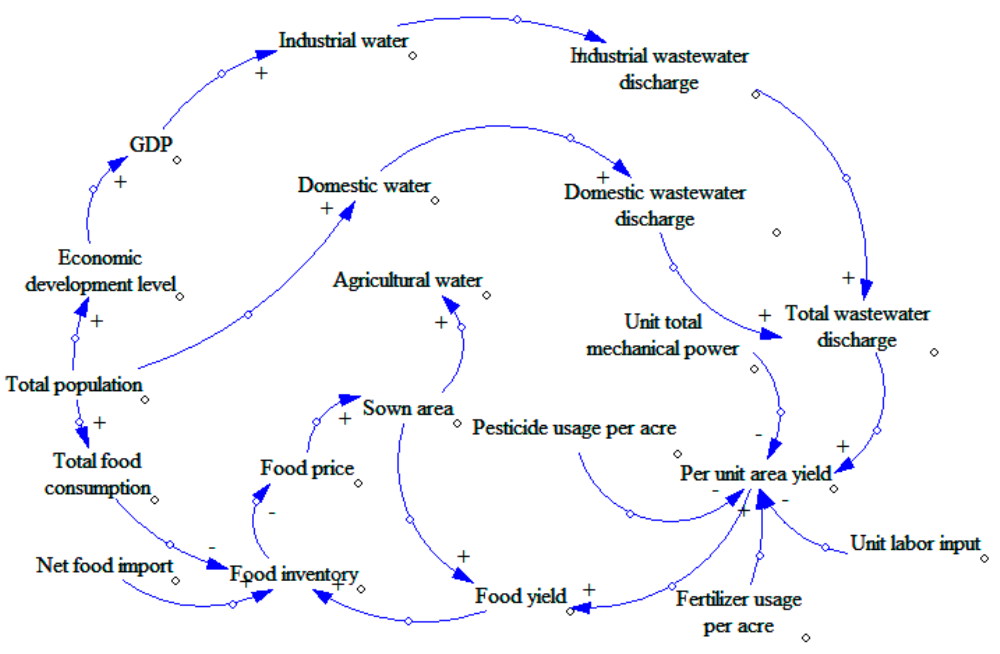 Industrial water
+
Industrial wastewater
discharge
+
GDP
+
Domestic water
+
Domestic wastewater
discharge
+
+
Economic
development level
+
Agricultural water
+
Unit total
mechanical power
+
Total wastewater
discharge
+
Total population
+
Sown area
+
Pesticide usage per acre
-
+
Total food
consumption
Food price
-
Per unit area yield
-
-
+
Unit labor input
-
+
Net food import
Food inventory
+
+
Food yield
+
Fertilizer usage
per acre